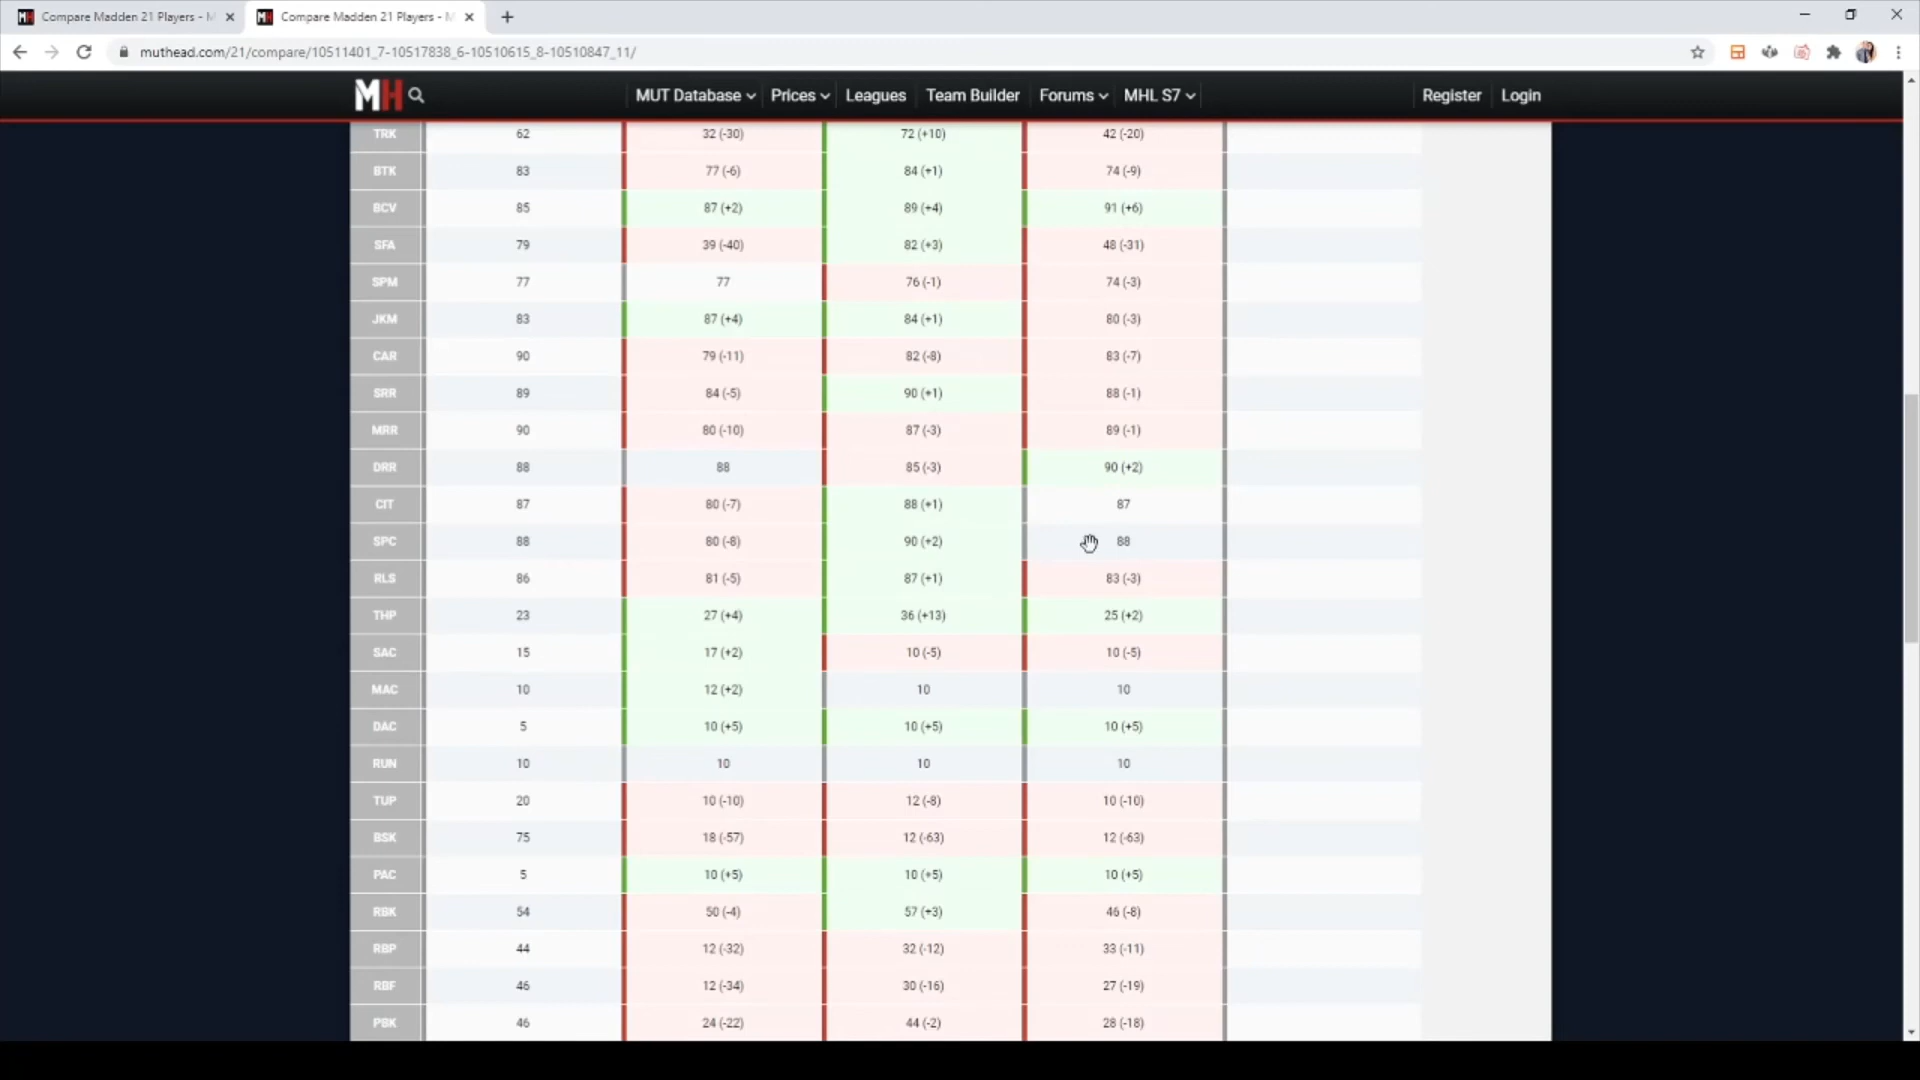 Compare Madden 21 Players - M
Compare Madden 21 Players - M
muthead.com/21/compare/10511401_7-10517838_6-10510615_8-10510847_11/
MH MUT Database Prices Leagues Team Builder Forums MHL S7 Register Login
TRK 62 32 (-30) 72 (+10) 42 (-20)
BTK 83 77 (-6) 84 (+1) 74 (-9)
BCV 85 87 (+2) 89 (+4) 91 (+6)
SFA 79 39 (-40) 82 (+3) 48 (-31)
SPM 77 77 76 (-1) 74 (-3)
JKM 83 87 (+4) 84 (+1) 80 (-3)
CAR 90 79 (-11) 82 (-8) 83 (-7)
SRR 89 84 (-5) 90 (+1) 88 (-1)
MRR 90 80 (-10) 87 (-3) 89 (-1)
DRR 88 88 85 (-3) 90 (+2)
CIT 87 80 (-7) 88 (+1) 87
SPC 88 80 (-8) 90 (+2) 88
RLS 86 81 (-5) 87 (+1) 83 (-3)
THP 23 27 (+4) 36 (+13) 25 (+2)
SAC 15 17 (+2) 10 (-5) 10 (-5)
MAC 10 12 (+2) 10 10
DAC 5 10 (+5) 10 (+5) 10 (+5)
RUN 10 10 10 10
TUP 20 10 (-10) 12 (-8) 10 (-10)
BSK 75 18 (-57) 12 (-63) 12 (-63)
PAC 5 10 (+5) 10 (+5) 10 (+5)
RBK 54 50 (-4) 57 (+3) 46 (-8)
RBP 44 12 (-32) 32 (-12) 33 (-11)
RBF 46 12 (-34) 30 (-16) 27 (-19)
PBK 46 24 (-22) 44 (-2) 28 (-18)